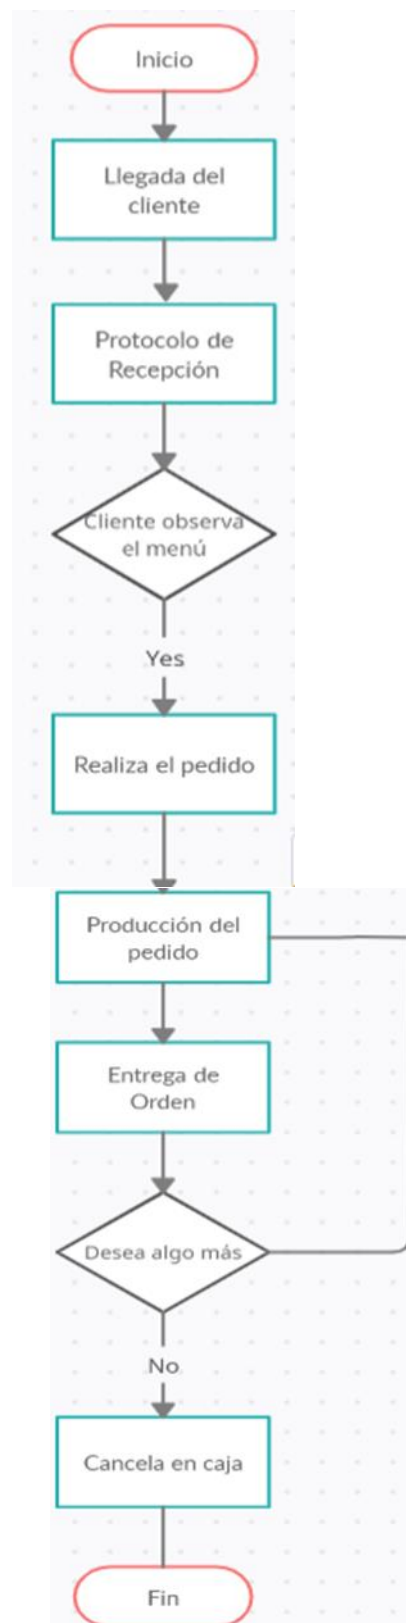 Inicio
Llegada del
cliente
Protocolo de
Recepción
Cliente observa
el menú
Yes
Realiza el pedido
Producción del
pedido
Entrega de
Orden
Desea algo más
No
Cancela en caja
Fin